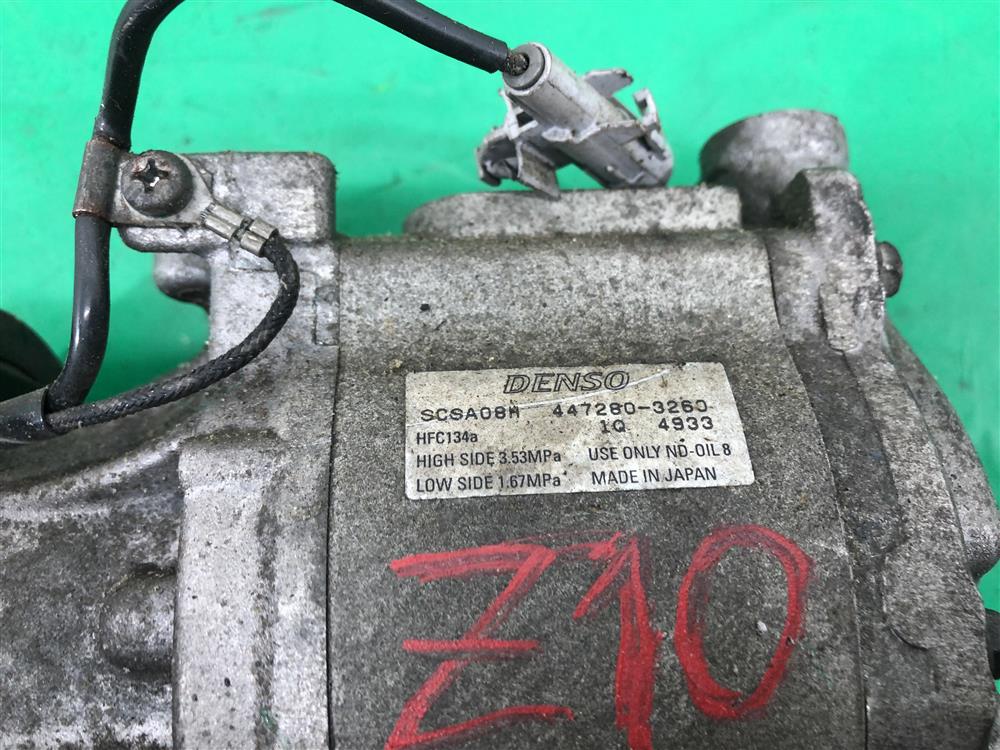 DENSO
SCSA08H 447280-3260
1Q 4933
HFC134a
HIGH SIDE 3.53MPa USE ONLY ND-OIL 8
LOW SIDE 1.67MPa MADE IN JAPAN
Z10